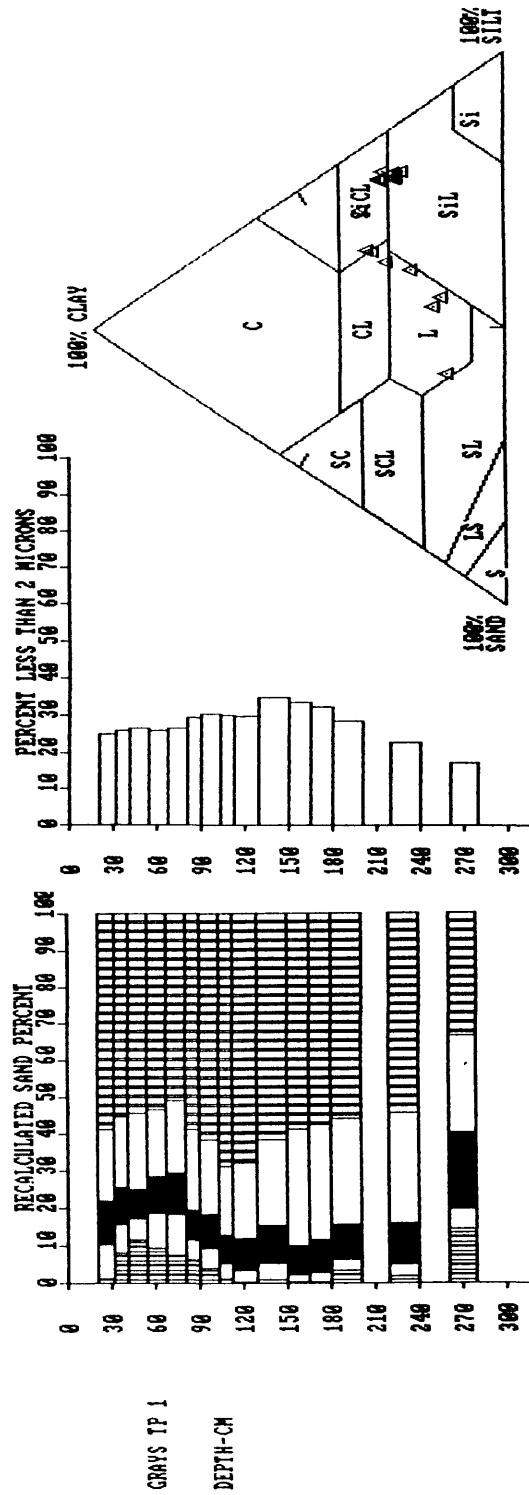 GRAYS TP 1
DEPTH-CM
RECALCULATED SAND PERCENT
0 10 20 30 40 50 60 70 80 90 100
0
30
60
90
120
150
180
210
240
270
300
PERCENT LESS THAN 2 MICRONS
0 10 20 30 40 50 60 70 80 90 100
0
30
60
90
120
150
180
210
240
270
300
100% CLAY
C
SC
CL
SCL
L
SiL
SL
LS
S
Si
100% SAND
100% SILT